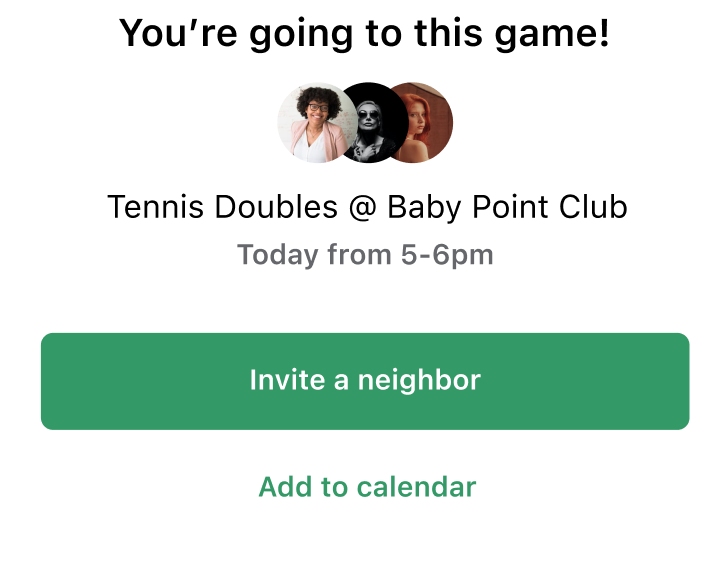 You’re going to this game!
Tennis Doubles @ Baby Point Club
Today from 5-6pm
Invite a neighbor
Add to calendar